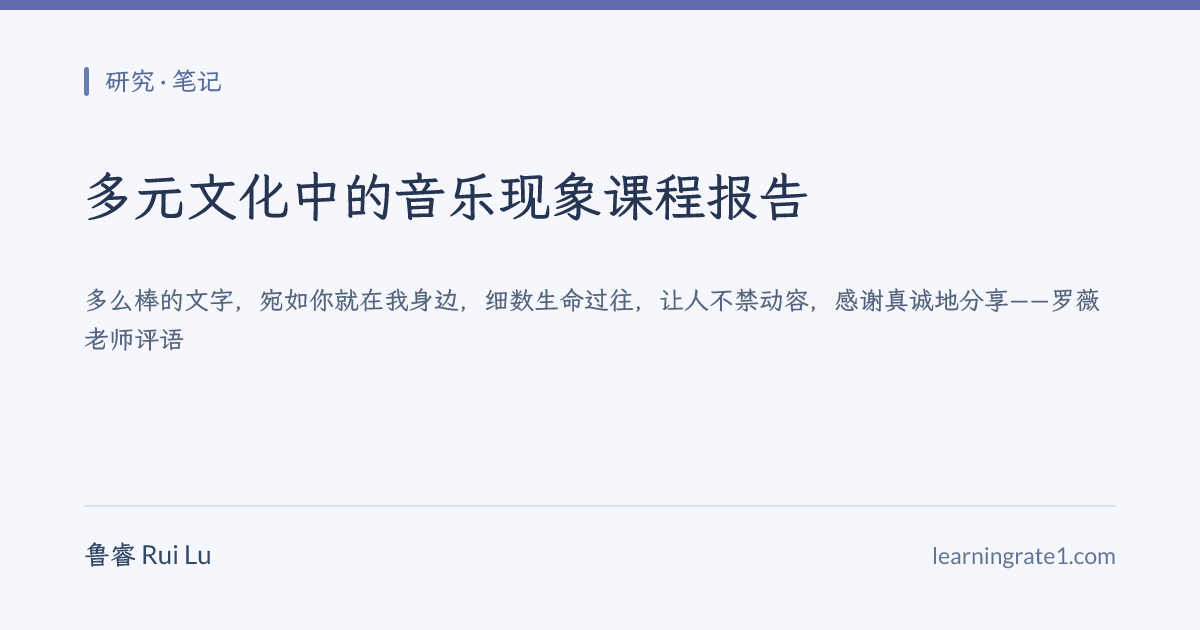 研究 · 笔记
多元文化中的音乐现象课程报告
多么棒的文字，宛如你就在我身边，细数生命过往，让人不禁动容，感谢真诚地分享——罗薇
老师评语
鲁睿 Rui Lu
learningrate1.com